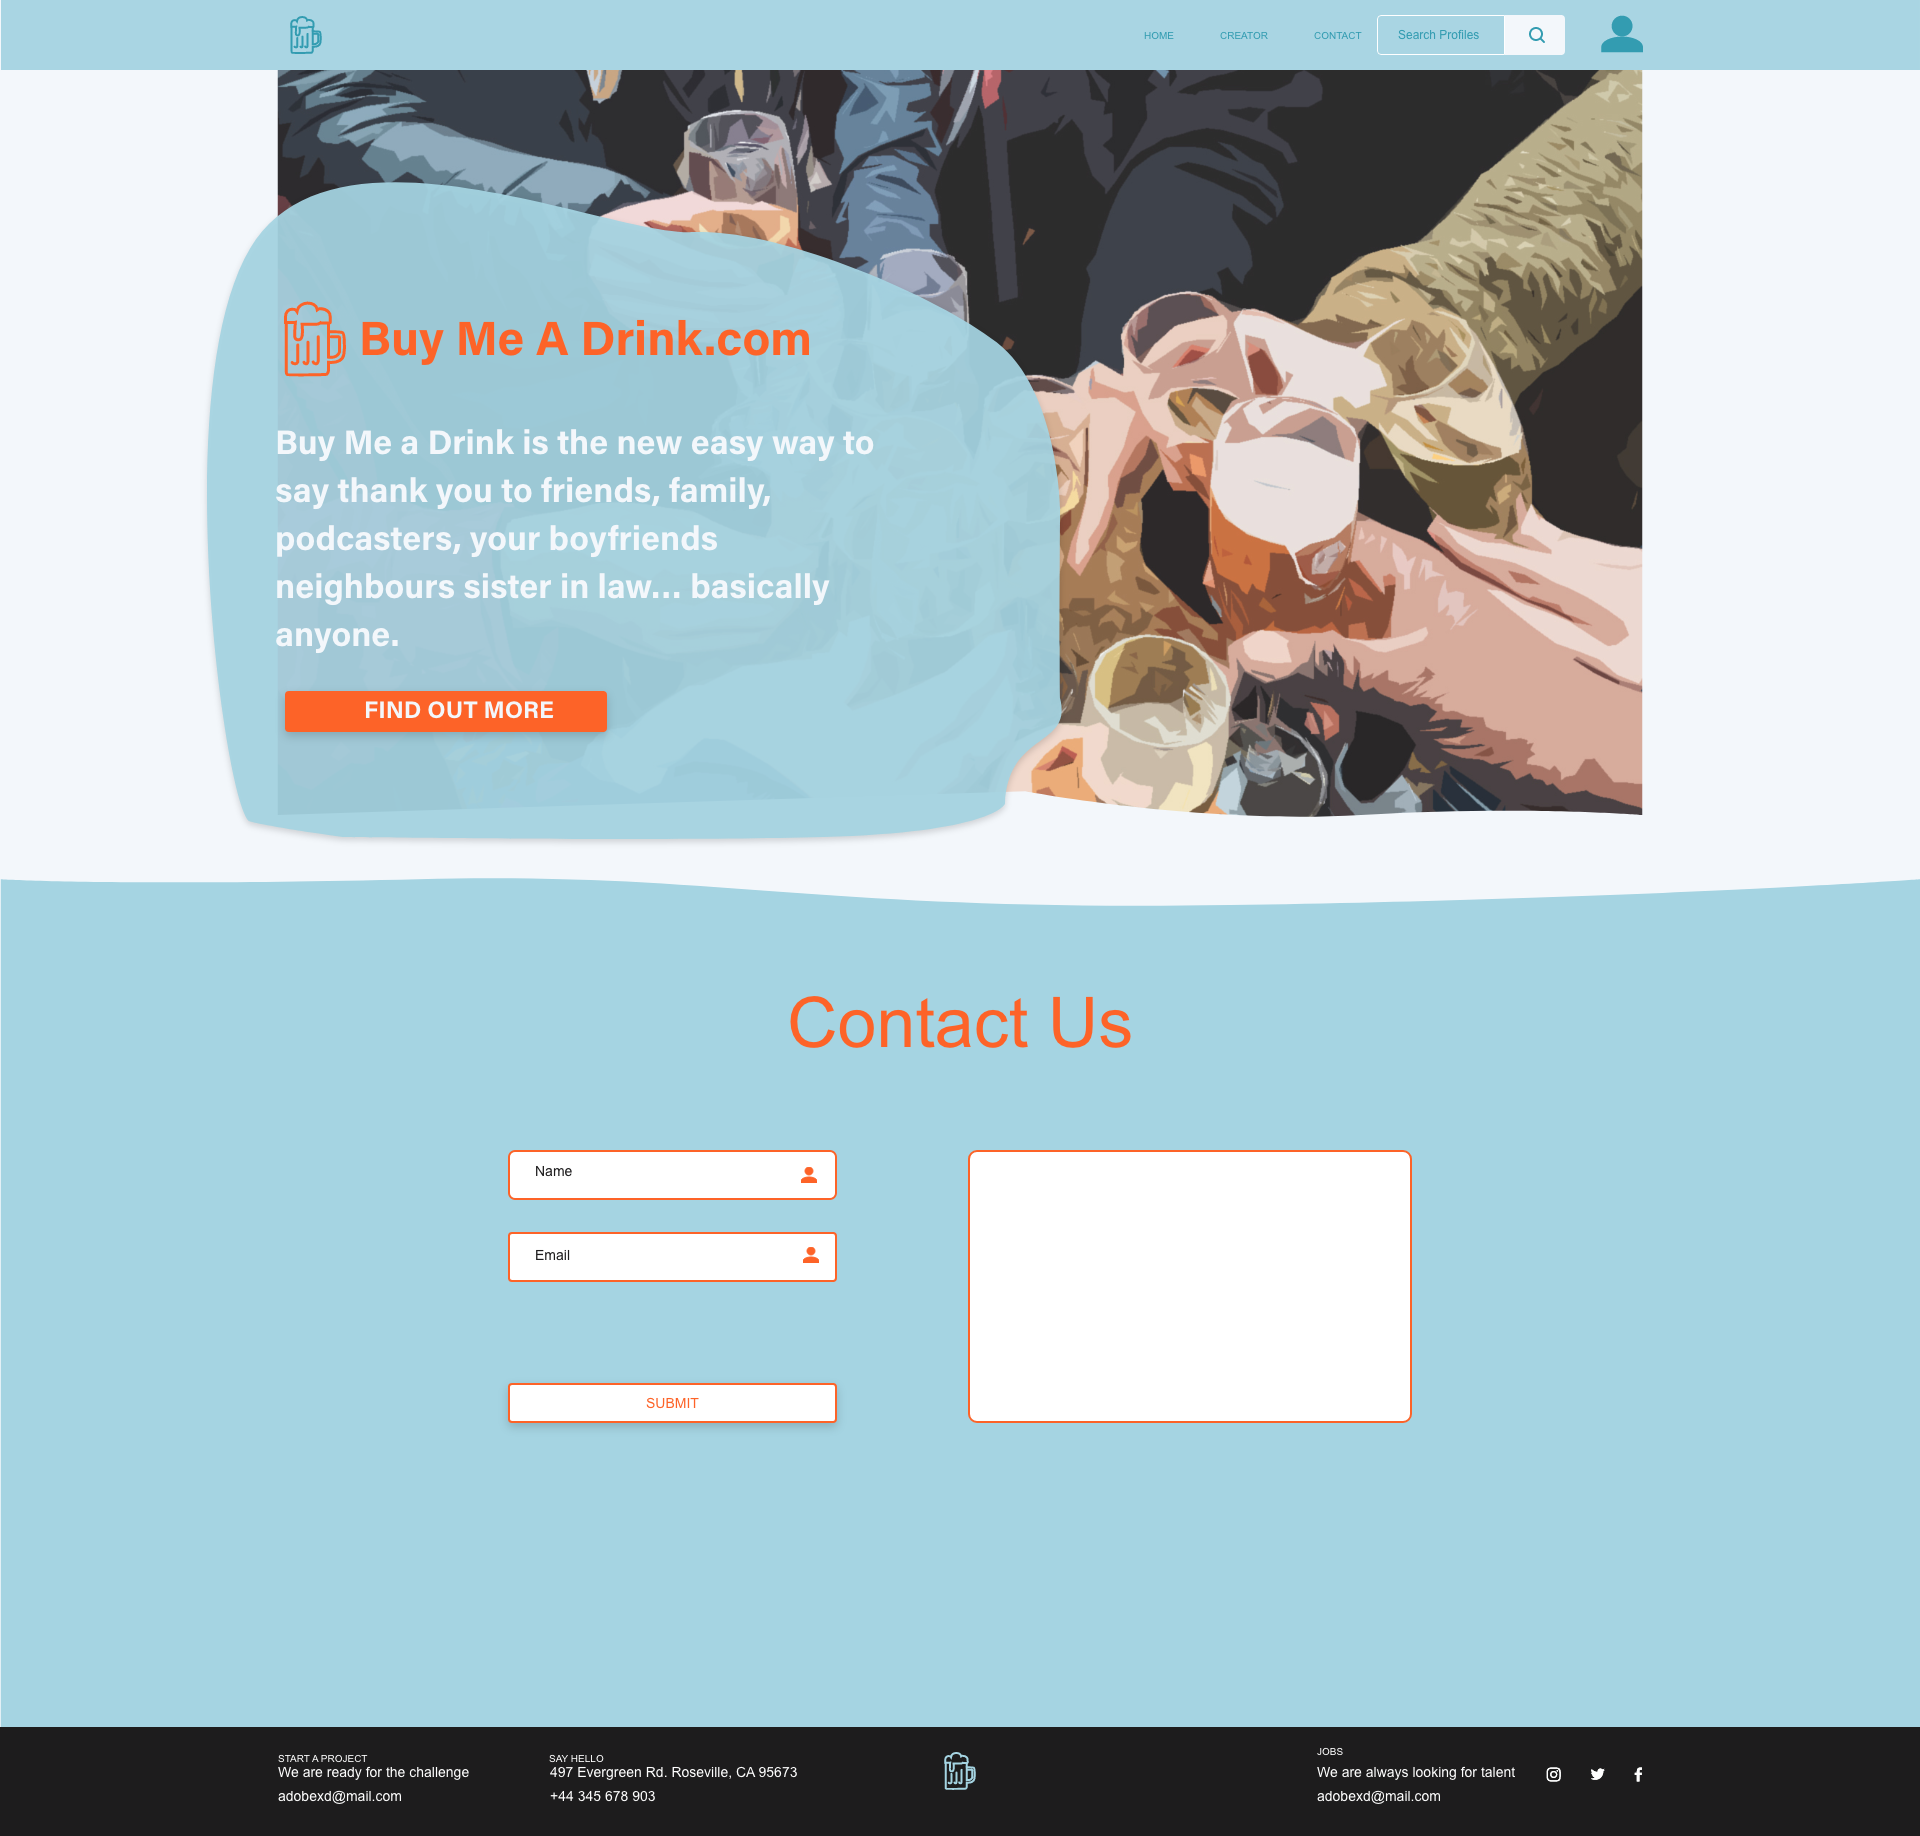 HOME
CREATOR
CONTACT
Search Profiles
Buy Me A Drink.com
Buy Me a Drink is the new easy way to
say thank you to friends, family,
podcasters, your boyfriends
neighbours sister in law... basically
anyone.
FIND OUT MORE
Contact Us
Name
Email
SUBMIT
START A PROJECT
We are ready for the challenge
adobexd@mail.com
SAY HELLO
497 Evergreen Rd. Roseville, CA 95673
+44 345 678 903
JOBS
We are always looking for talent
adobexd@mail.com